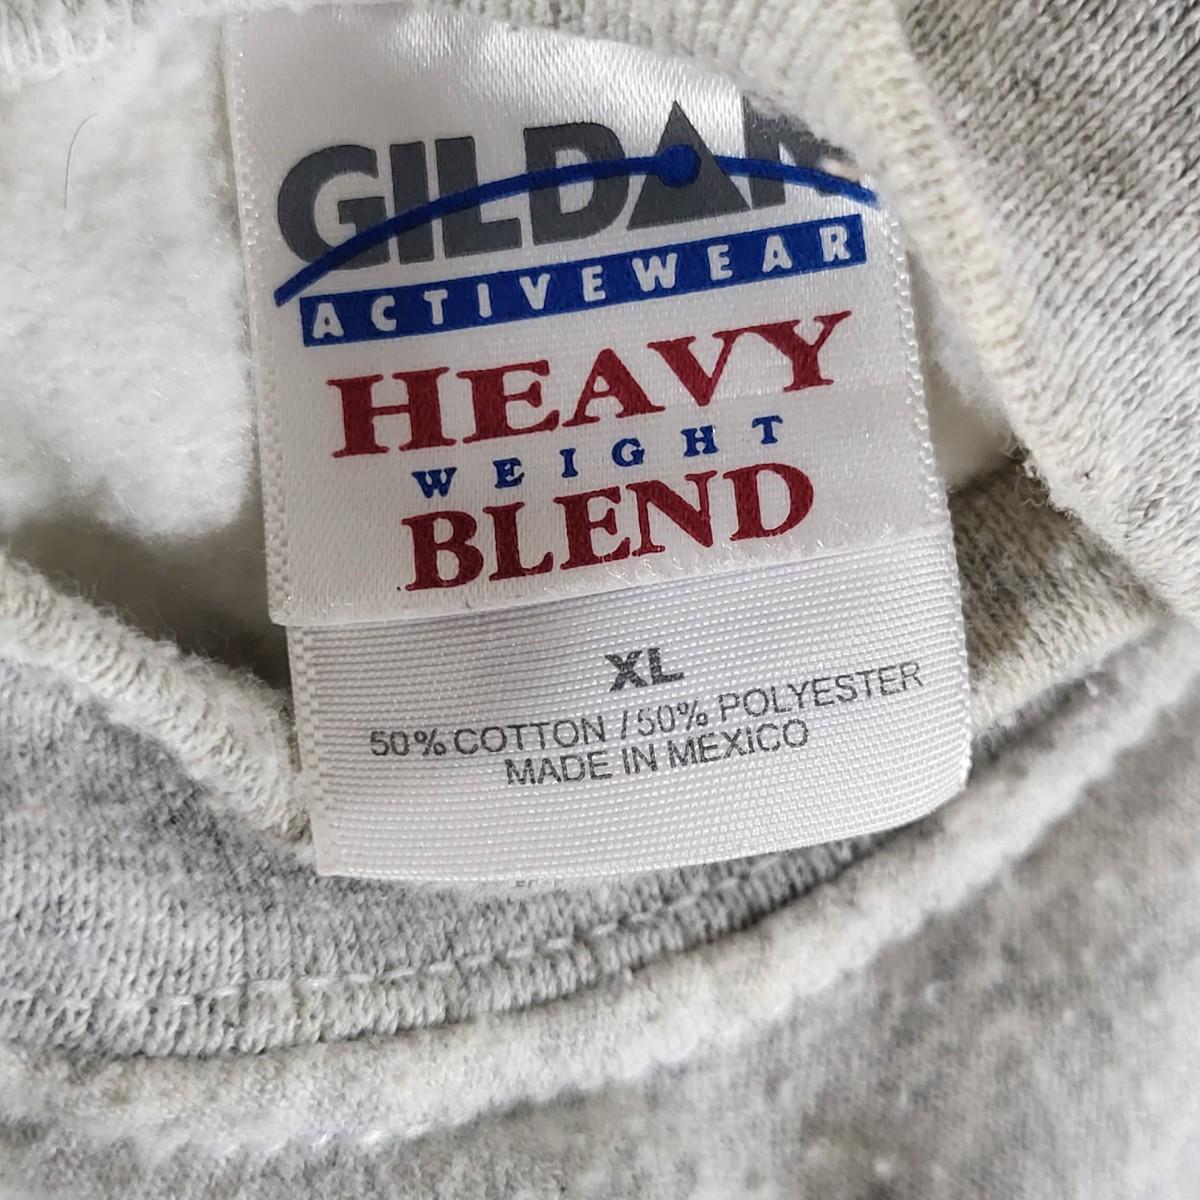 GILDAN
ACTIVEWEAR
HEAVY
WEIGHT
BLEND
XL
50% COTTON / 50% POLYESTER
MADE IN MEXICO